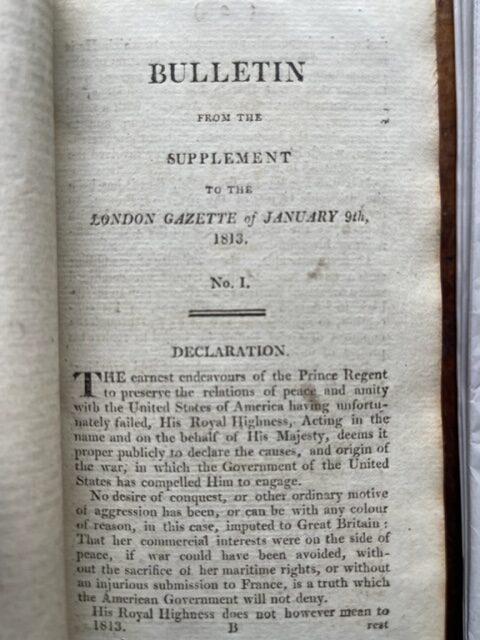 BULLETIN
FROM THE
SUPPLEMENT
TO THE
LONDON GAZETTE of JANUARY 9th,
1813.
No. I.
DECLARATION.
THE earnest endeavours of the Prince Regent
to preserve the relations of peace and amity
with the United States of America having unfortu-
nately failed, His Royal Highness, Acting in the
name and on the behalf of His Majesty, deems it
proper publicly to declare the causes, and origin of
the war, in which the Government of the United
States has compelled Him to engage.
No desire of conquest, or other ordinary motive
of aggression has been, or can be with any colour
of reason, in this case, imputed to Great Britain :
That her commercial interests were on the side of
peace, if war could have been avoided, with-
out the sacrifice of her maritime rights, or without
an injurious submission to France, is a truth which
the American Government will not deny.
His Royal Highness does not however mean to
1813. B rest